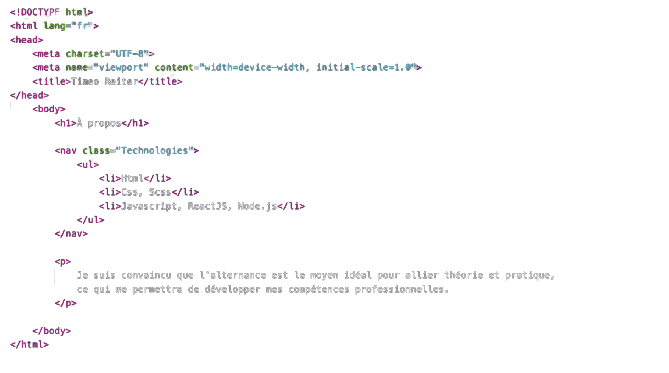 <!DOCTYPE html>
<html lang="fr">
<head>
<meta charset="UTF-8">
<meta name="viewport" content="width=device-width, initial-scale=1.0">
<title>Timeo Reiter</title>
</head>
<body>
<h1>À propos</h1>
<nav class="Technologies">
<ul>
<li>Html</li>
<li>Css, Scss</li>
<li>Javascript, ReactJS, Node.js</li>
</ul>
</nav>
<p>
Je suis convaincu que l'alternance est le moyen idéal pour allier théorie et pratique,
ce qui me permettra de développer mes compétences professionnelles.
</p>
</body>
</html>